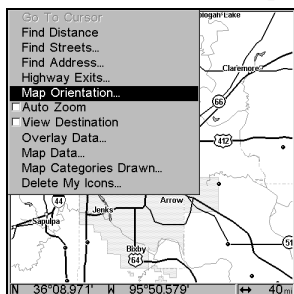 Go To Cursor
Find Distance
Find Streets...
Find Address...
Highway Exits...
Map Orientation...
Auto Zoom
View Destination
Overlay Data...
Map Data...
Map Categories Drawn...
Delete My Icons...
Lake
Claremore
66
412
44
Sapulpa
Jenks
Arrow
Bixby
64
51
N 36°08.971' W 95°50.579' ↔ 40mi